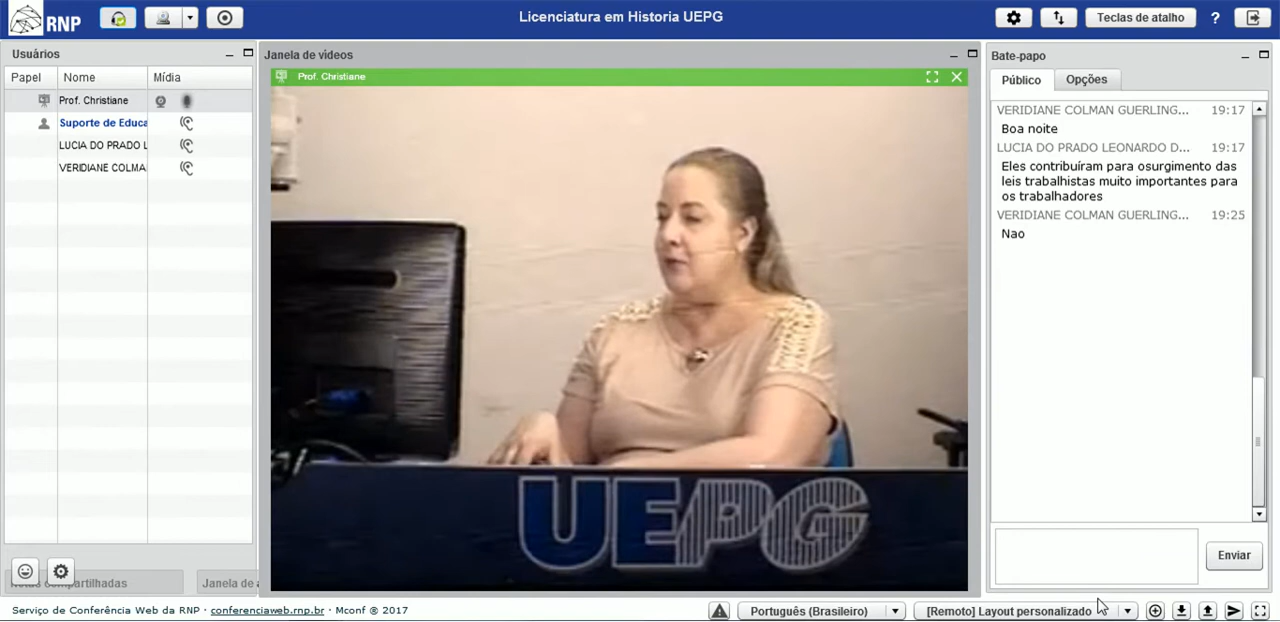 RNP
Licenciatura em Historia UEPG
Teclas de atalho
?
Usuários
Papel Nome Mídia
Prof. Christiane
Suporte de Educa
LUCIA DO PRADO L
VERIDIANE COLMA
Janela de vídeos
Prof. Christiane
UEPG
Bate-papo
Público Opções
VERIDIANE COLMAN GUERLING... 19:17
Boa noite
LUCIA DO PRADO LEONARDO D... 19:17
Eles contribuíram para osurgimento das
leis trabalhistas muito importantes para
os trabalhadores
VERIDIANE COLMAN GUERLING... 19:25
Nao
Enviar
Notas compartilhadas
Janela de a
Serviço de Conferência Web da RNP · conferenciaweb.rnp.br · Mconf ® 2017
Português (Brasileiro)
[Remoto] Layout personalizado